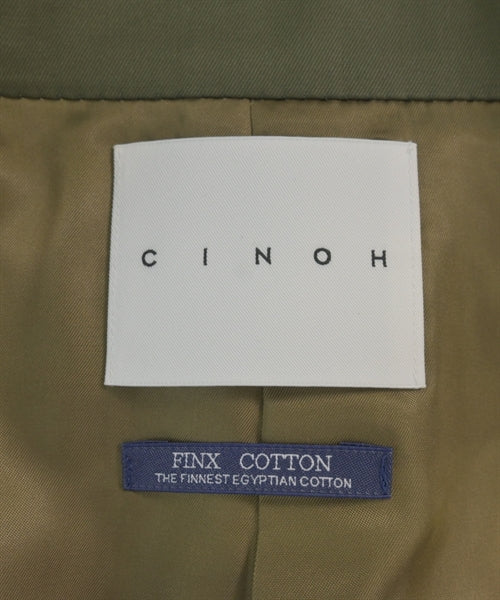 CINOH
FINX COTTON
THE FINNEST EGYPTIAN COTTON